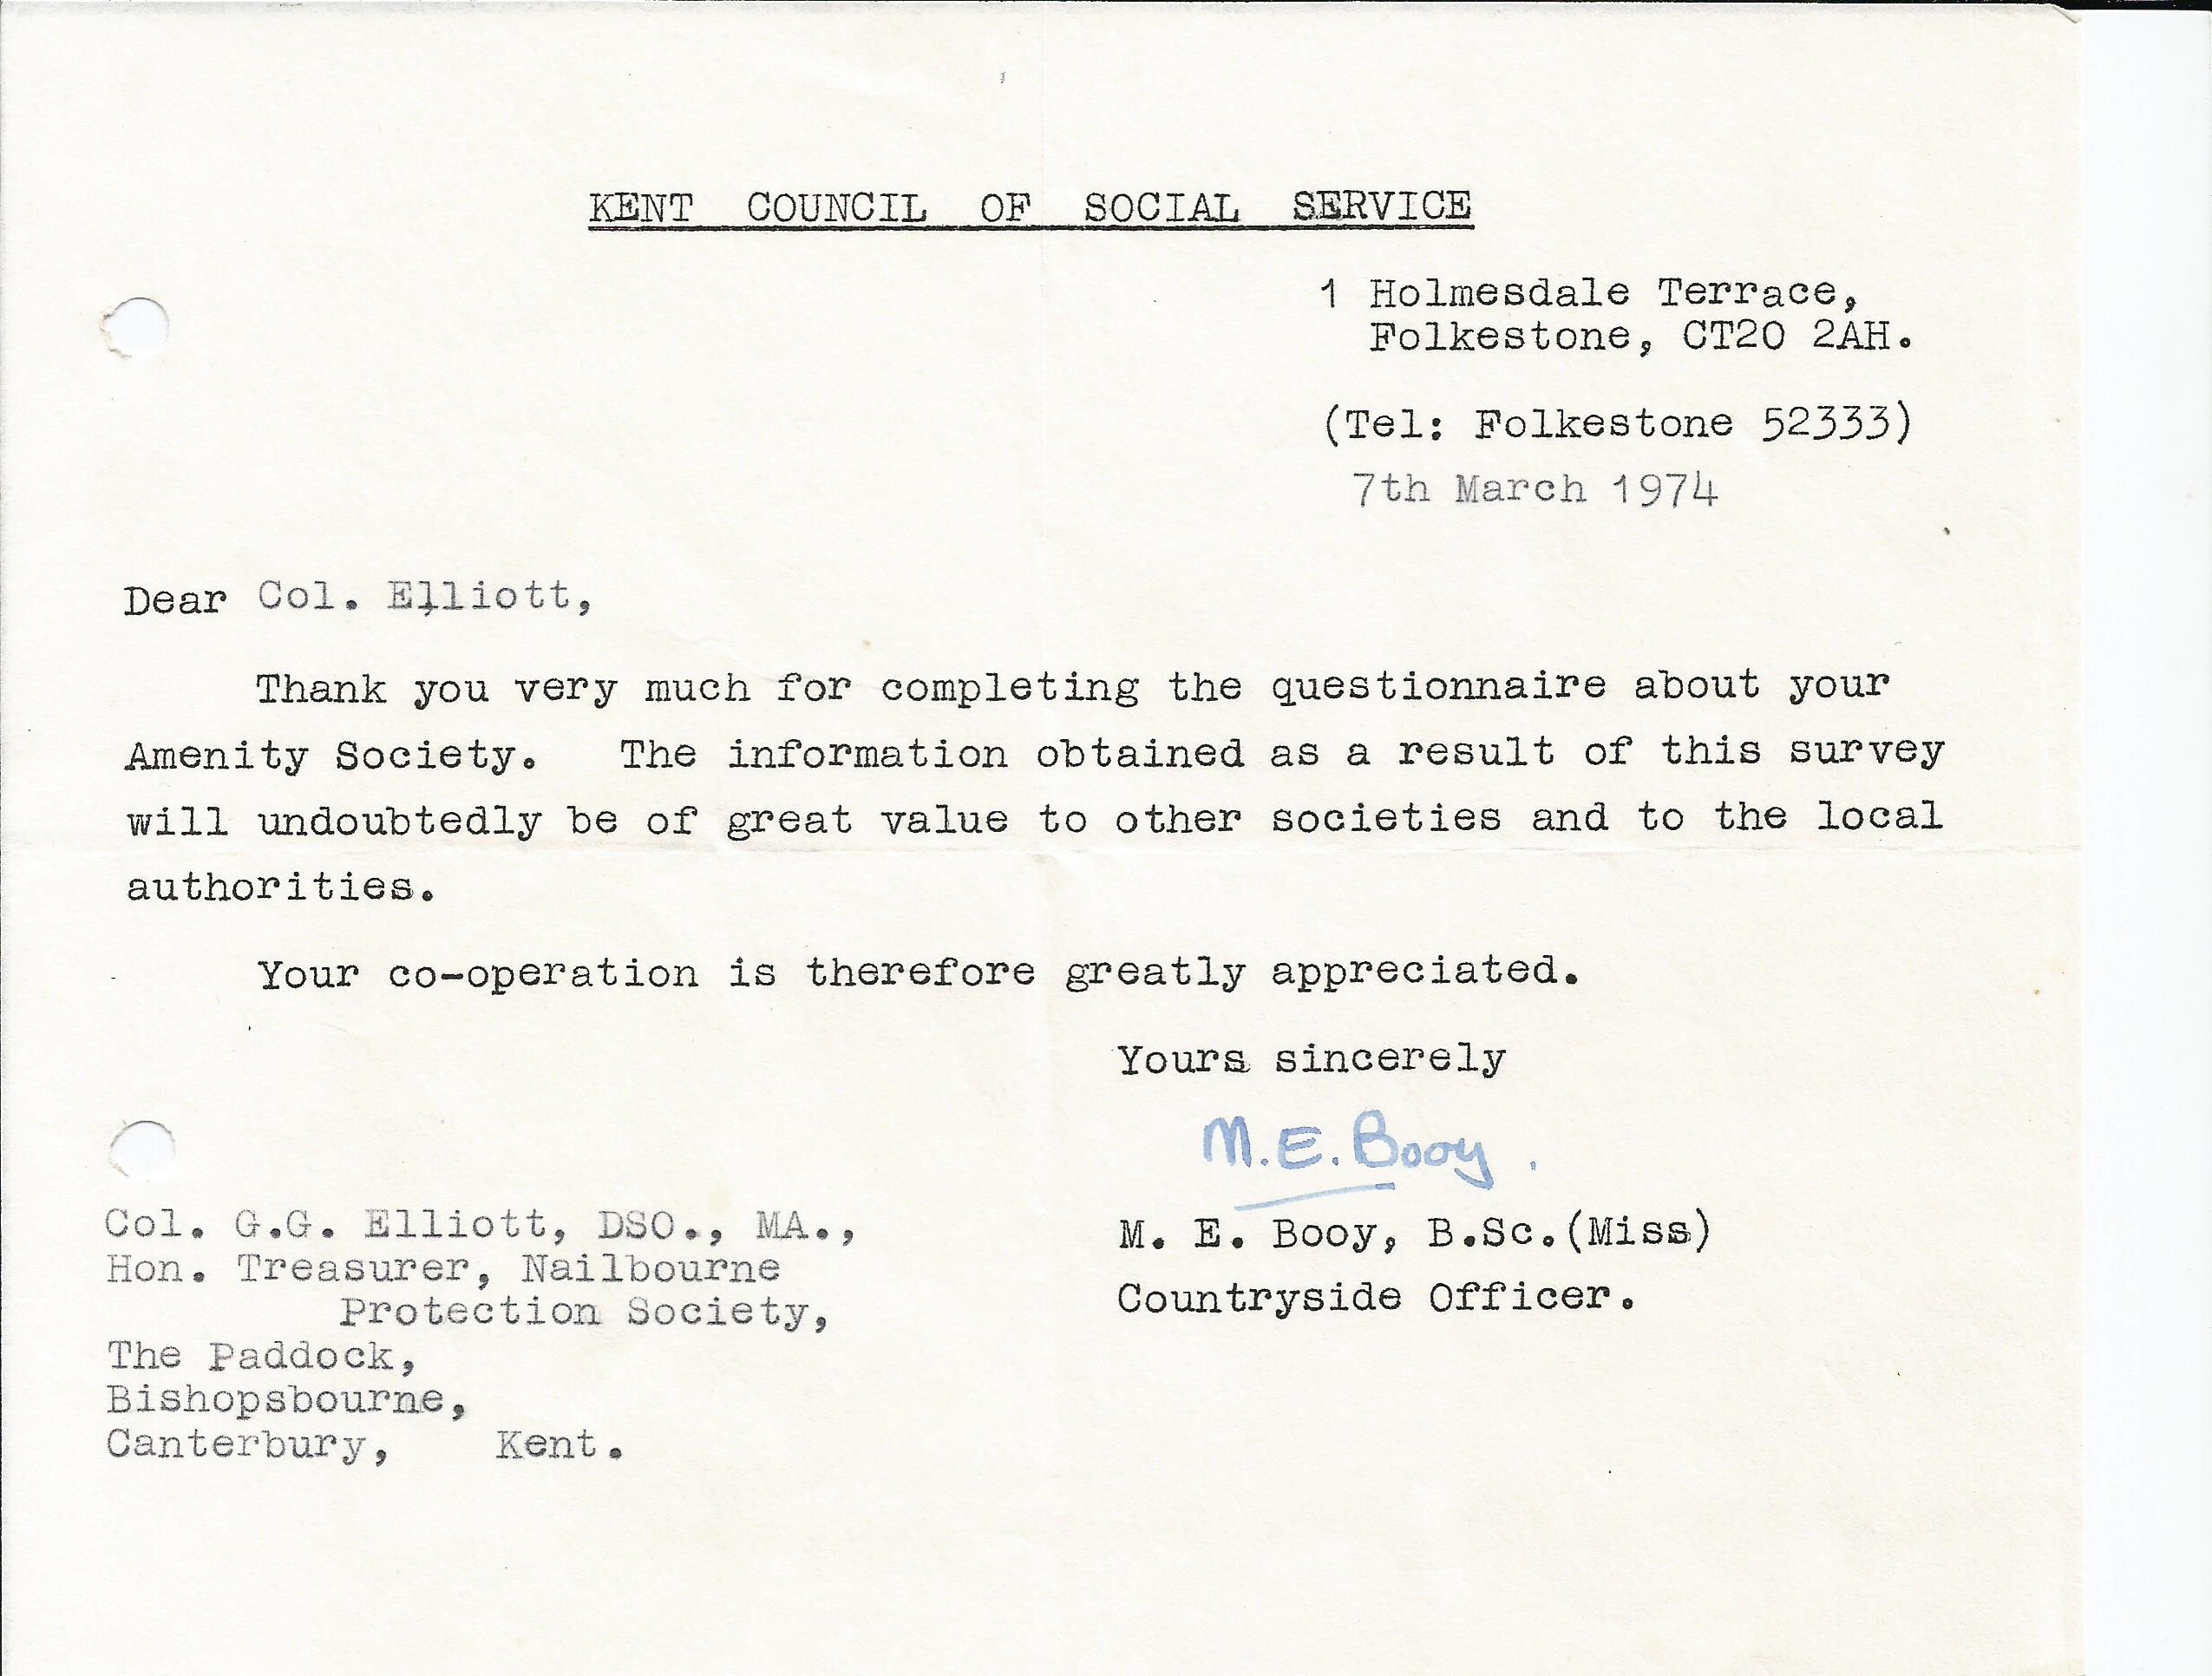 KENT COUNCIL OF SOCIAL SERVICE
1 Holmesdale Terrace,
Folkestone, CT20 2AH.
(Tel: Folkestone 52333)
7th March 1974
Dear Col. Elliott,
Thank you very much for completing the questionnaire about your
Amenity Society. The information obtained as a result of this survey
will undoubtedly be of great value to other societies and to the local
authorities.
Your co-operation is therefore greatly appreciated.
Yours sincerely
M.E. Booy.
M. E. Booy, B.Sc.(Miss)
Countryside Officer.
Col. G.G. Elliott, DSO., MA.,
Hon. Treasurer, Nailbourne
Protection Society,
The Paddock,
Bishopsbourne,
Canterbury, Kent.